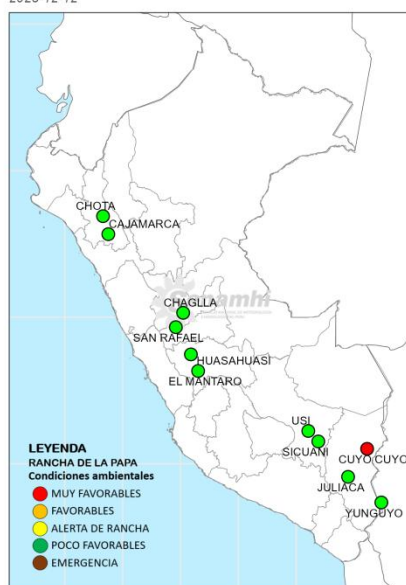 CHOTA
CAJAMARCA
CHAGLLA
SAN RAFAEL
HUASAHUASI
EL MANTARO
USI
SICUANI
CUYO CUYO
JULIACA
YUNGUYO
LEYENDA
RANCHA DE LA PAPA
Condiciones ambientales
MUY FAVORABLES
FAVORABLES
ALERTA DE RANCHA
POCO FAVORABLES
EMERGENCIA